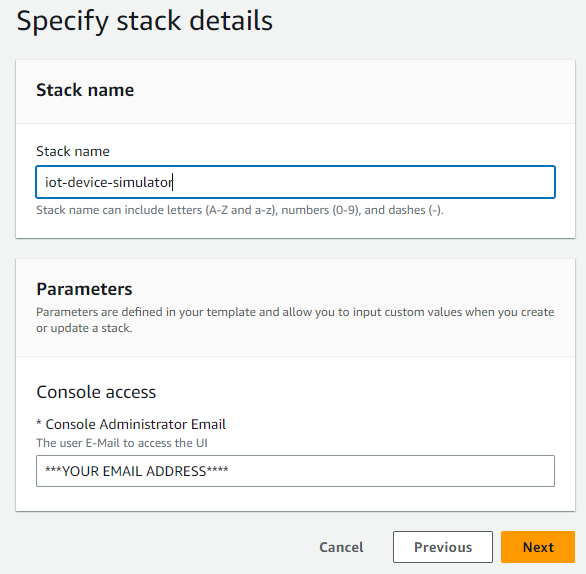 Specify stack details
Stack name
Stack name
iot-device-simulator
Stack name can include letters (A-Z and a-z), numbers (0-9), and dashes (-).
Parameters
Parameters are defined in your template and allow you to input custom values when you create
or update a stack.
Console access
* Console Administrator Email
The user E-Mail to access the UI
***YOUR EMAIL ADDRESS****
Cancel Previous Next